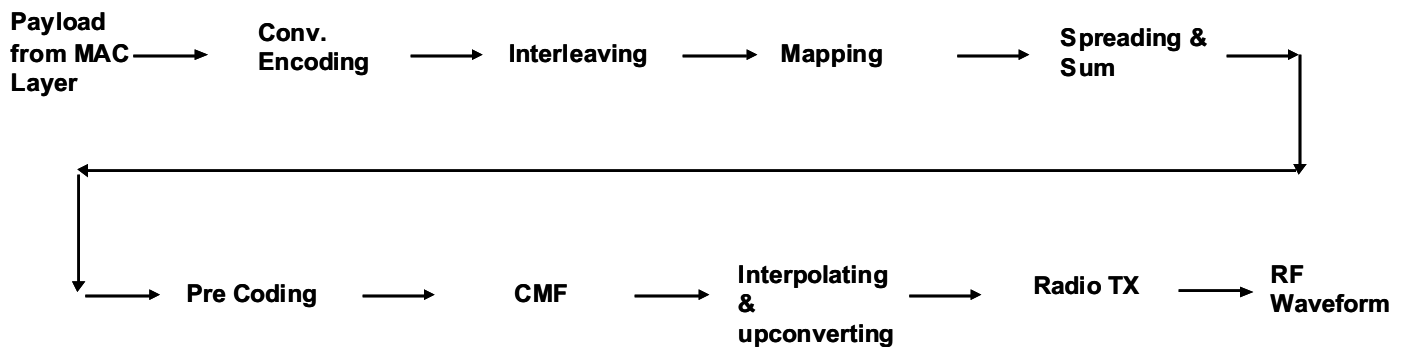 Payload
from MAC
Layer
Conv.
Encoding
Interleaving
Mapping
Spreading &
Sum
Pre Coding
CMF
Interpolating
&
upconverting
Radio TX
RF
Waveform